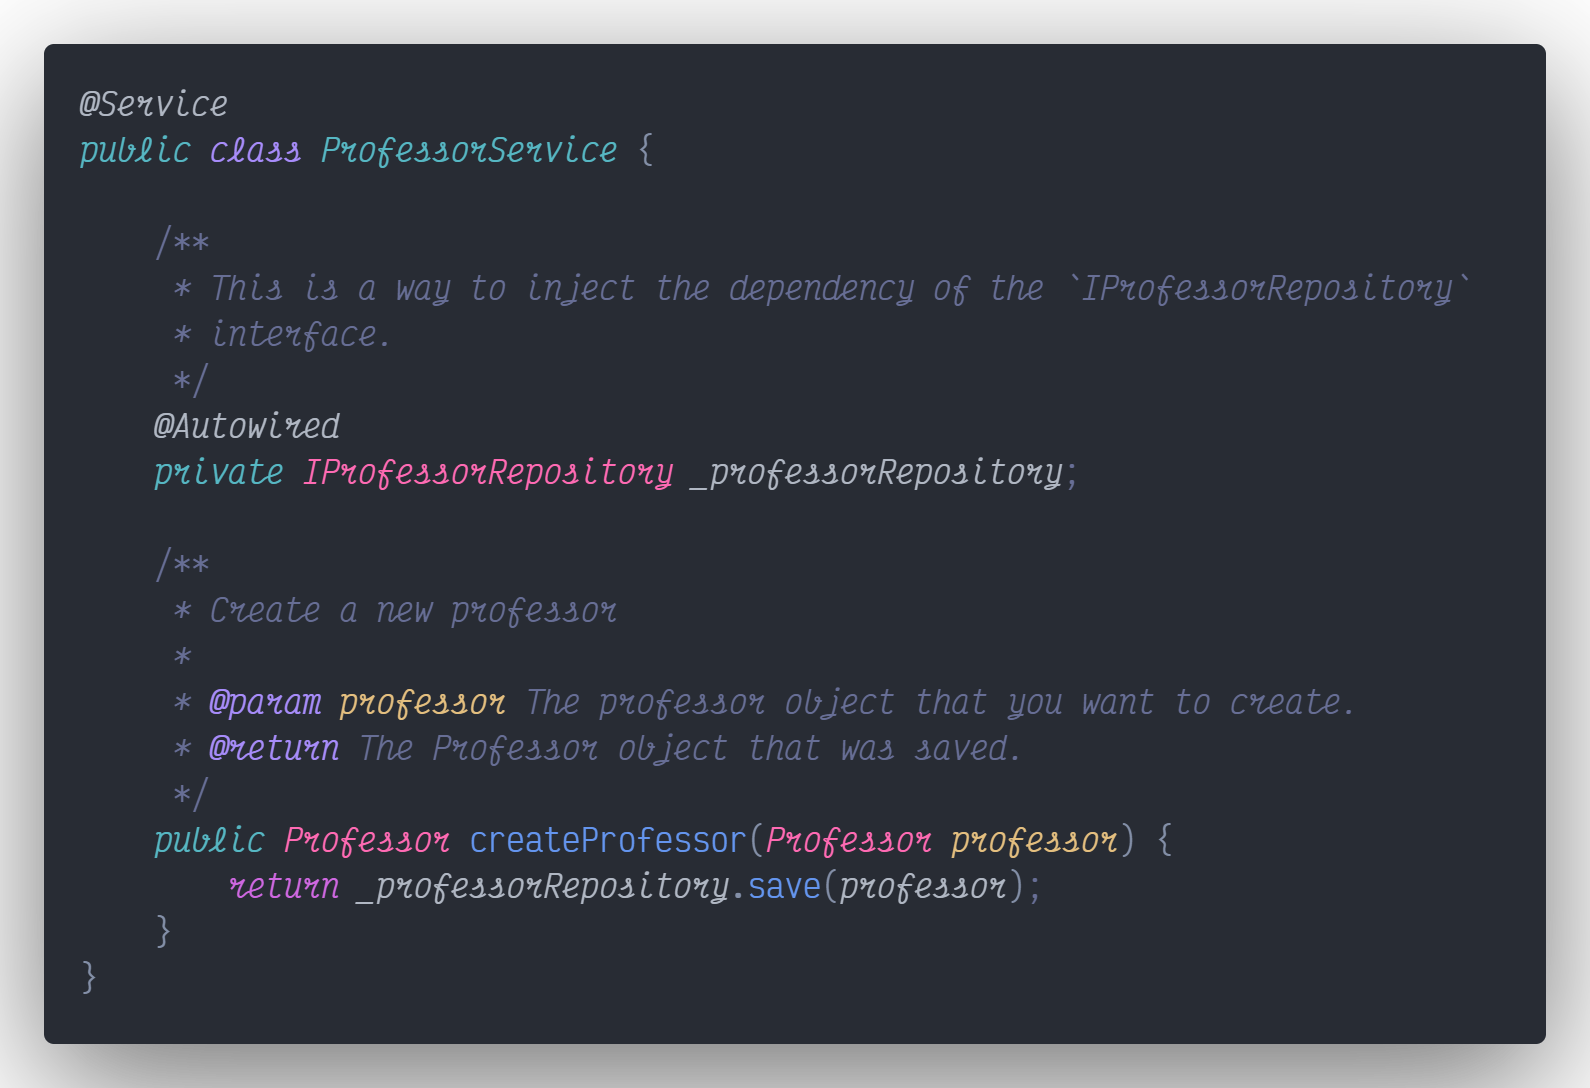 @Service
public class ProfessorService {
/**
* This is a way to inject the dependency of the `IProfessorRepository`
* interface.
*/
@Autowired
private IProfessorRepository _professorRepository;
/**
* Create a new professor
*
* @param professor The professor object that you want to create.
* @return The Professor object that was saved.
*/
public Professor createProfessor(Professor professor) {
return _professorRepository.save(professor);
}
}